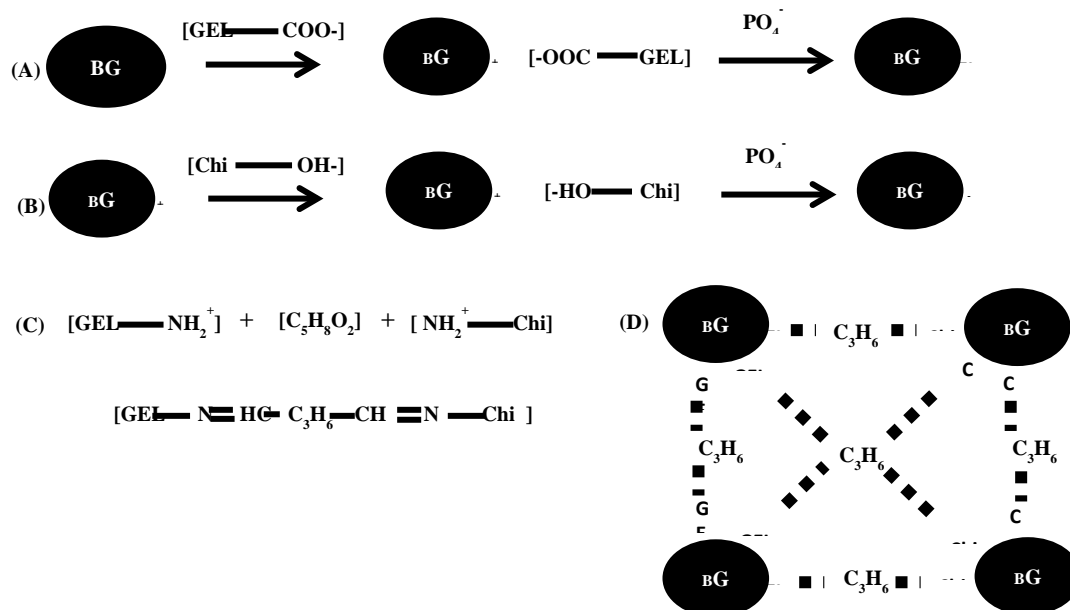 [GEL COO-] PO₄⁻
(A) BG BG + [-OOC GEL] BG
[Chi OH-] PO₄⁻
(B) BG + BG + [-HO Chi] BG
(C) [GEL NH₂⁺] + [C₅H₈O₂] + [ NH₂⁺ Chi]
[GEL N HC C₃H₆ CH N Chi ]
(D) BG C₃H₆ BG
C C
C₃H₆ C₃H₆ C₃H₆
C
BG C₃H₆ BG